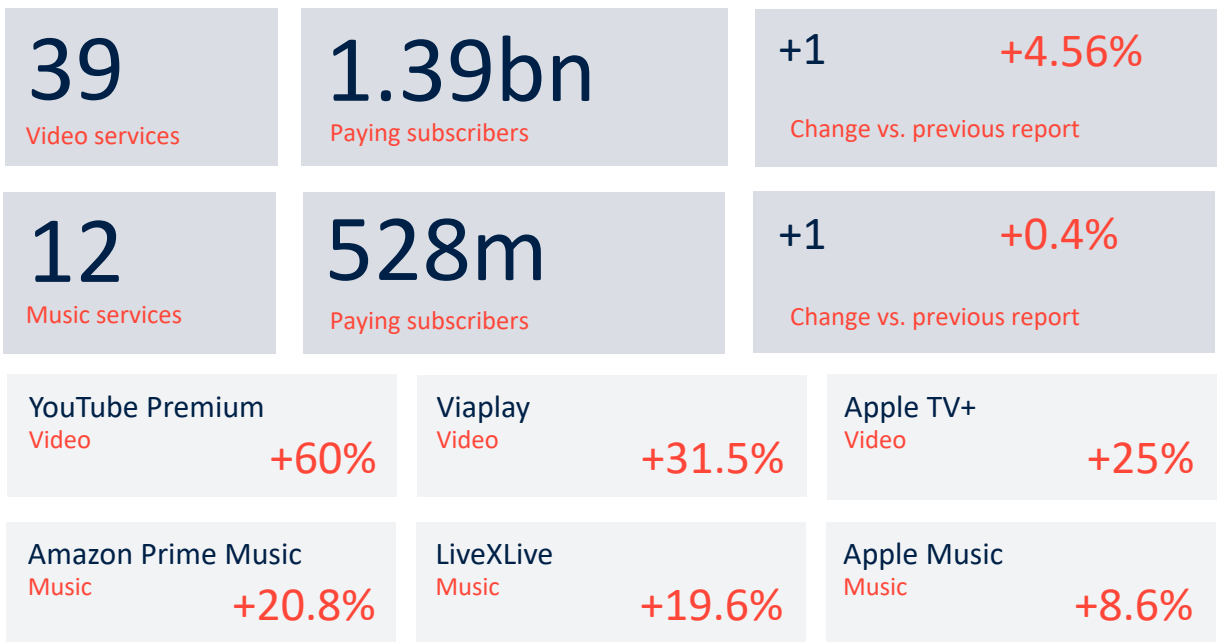 39
Video services
1.39bn
Paying subscribers
+1 +4.56%
Change vs. previous report
12
Music services
528m
Paying subscribers
+1 +0.4%
Change vs. previous report
YouTube Premium
Video
+60%
Viaplay
Video
+31.5%
Apple TV+
Video
+25%
Amazon Prime Music
Music
+20.8%
LiveXLive
Music
+19.6%
Apple Music
Music
+8.6%